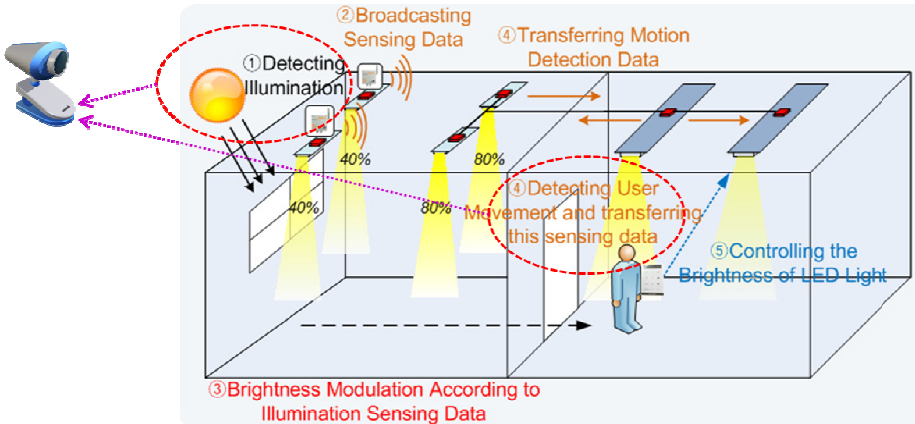 ②Broadcasting
Sensing Data
④Transferring Motion
Detection Data
①Detecting
Illumination
40%
80%
40%
80%
④Detecting User
Movement and transferring
this sensing data
⑤Controlling the
Brightness of LED Light
③Brightness Modulation According to
Illumination Sensing Data